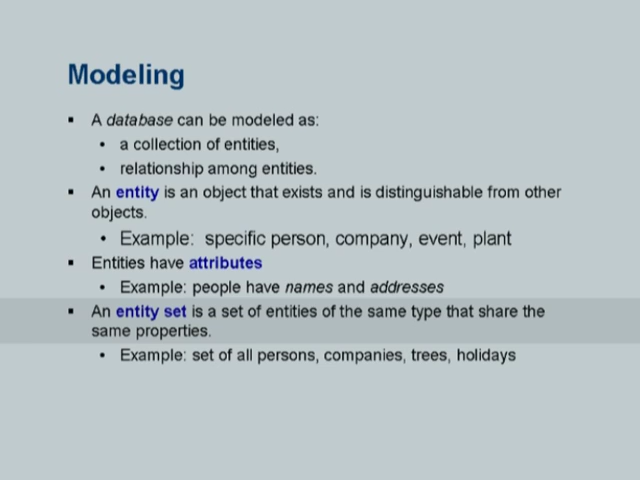 Modeling
▪ A database can be modeled as:
• a collection of entities,
• relationship among entities.
▪ An entity is an object that exists and is distinguishable from other
objects.
• Example: specific person, company, event, plant
▪ Entities have attributes
• Example: people have names and addresses
▪ An entity set is a set of entities of the same type that share the
same properties.
• Example: set of all persons, companies, trees, holidays